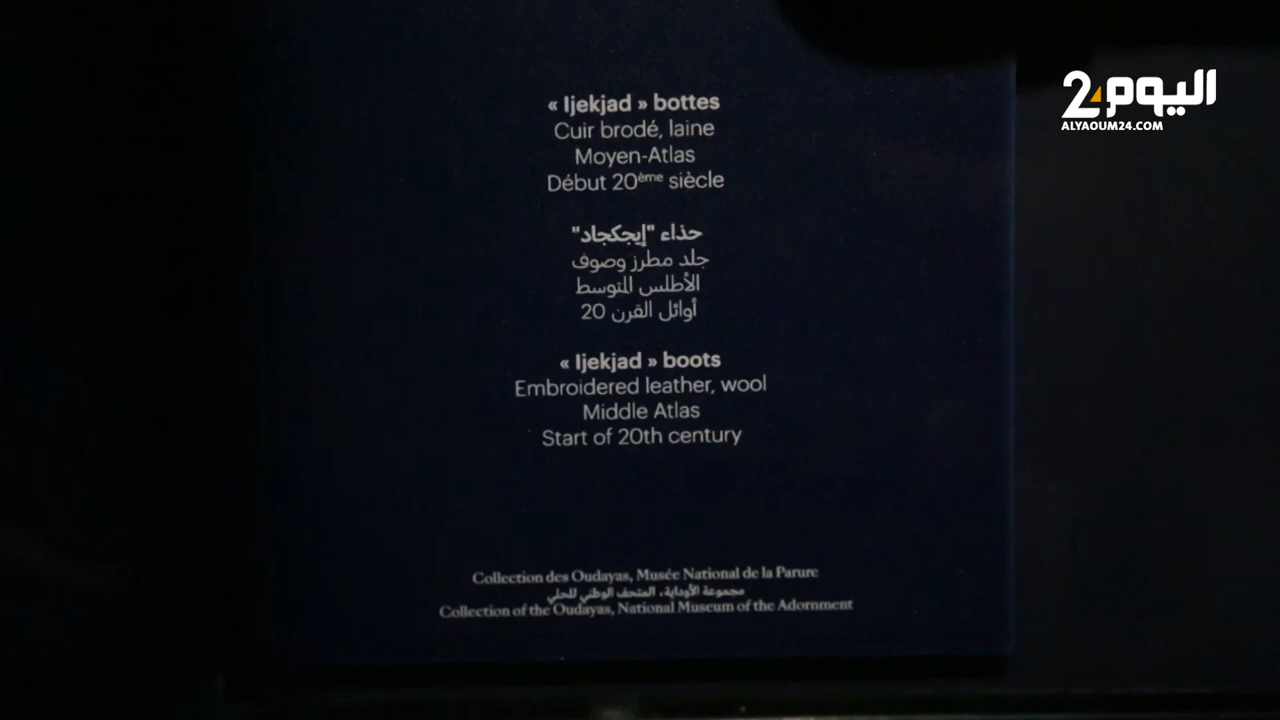 « Ijekjad » bottes
Cuir brodé, laine
Moyen-Atlas
Début 20ème siècle
حذاء "إيجكجاد"
جلد مطرز وصوف
الأطلس المتوسط
أوائل القرن 20
« Ijekjad » boots
Embroidered leather, wool
Middle Atlas
Start of 20th century
Collection des Oudayas, Musée National de la Parure
مجموعة الأوداية، المتحف الوطني للحلي
Collection of the Oudayas, National Museum of the Adornment
اليوم24
ALYAOUM24.COM